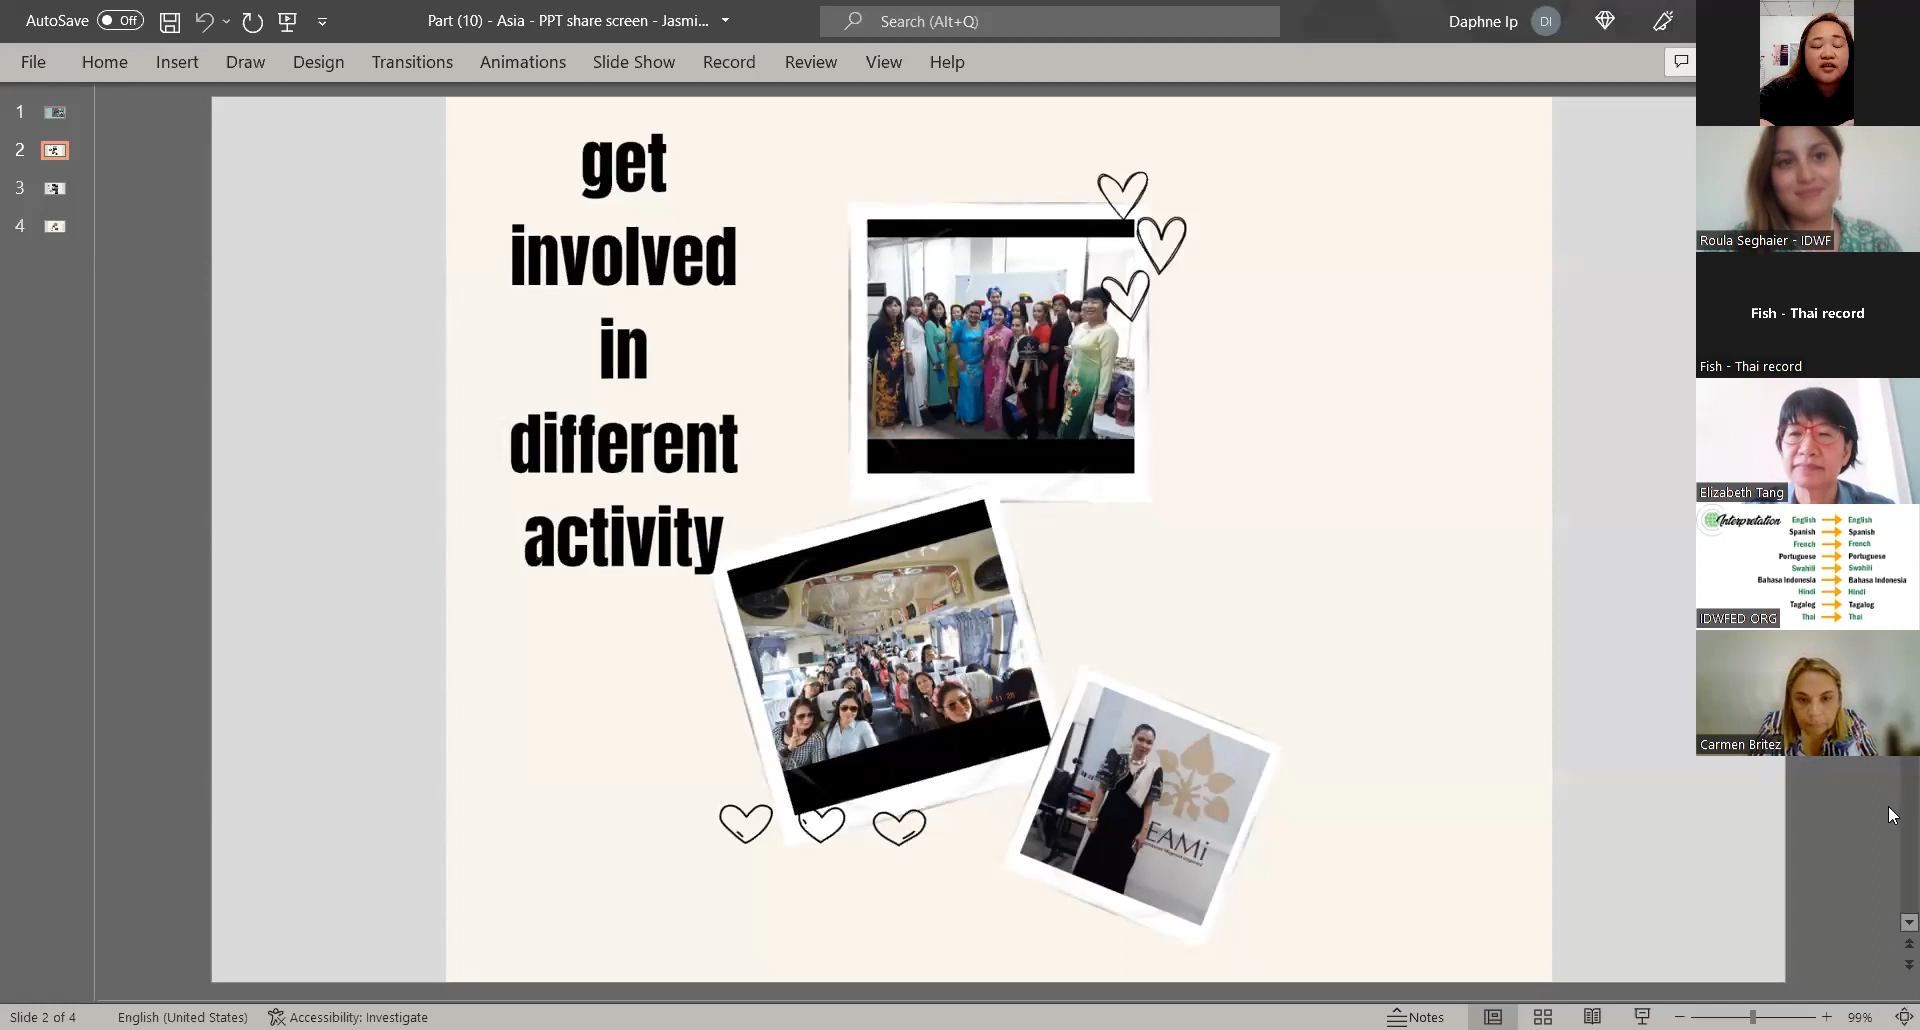 AutoSave Off
Part (10) - Asia - PPT share screen - Jasmi...
Search (Alt+Q)
Daphne Ip
DI
File Home Insert Draw Design Transitions Animations Slide Show Record Review View Help
1
2
3
4
get
involved
in
different
activity
EAMi
Roula Seghaier - IDWF
Fish - Thai record
Fish - Thai record
Elizabeth Tang
Interpretation
English English
Spanish Spanish
French French
Portuguese Portuguese
Swahili Swahili
Bahasa Indonesia Bahasa Indonesia
Hindi Hindi
Tagalog Tagalog
Thai Thai
IDWFED ORG
Carmen Britez
Slide 2 of 4 English (United States) Accessibility: Investigate Notes 99%